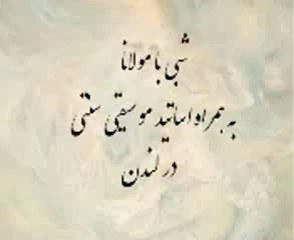 شبی با مولانا
به همراه اساتید موسیقی سنتی
در لندن